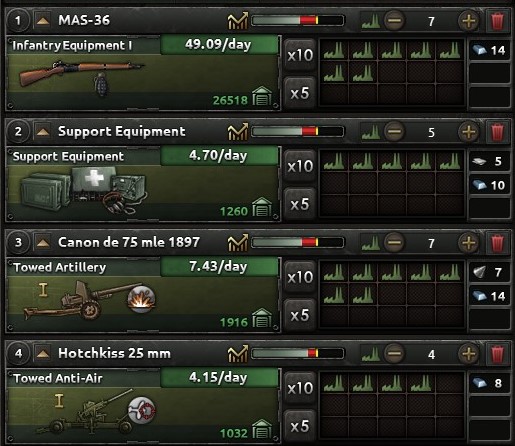 1 MAS-36 7
Infantry Equipment I 49.09/day x10 14
26518 x5
2 Support Equipment 5
Support Equipment 4.70/day x10 5
10
1260 x5
3 Canon de 75 mle 1897 7
Towed Artillery 7.43/day x10 7
I 14
1916 x5
4 Hotchkiss 25 mm 4
Towed Anti-Air 4.15/day x10 8
I
1032 x5